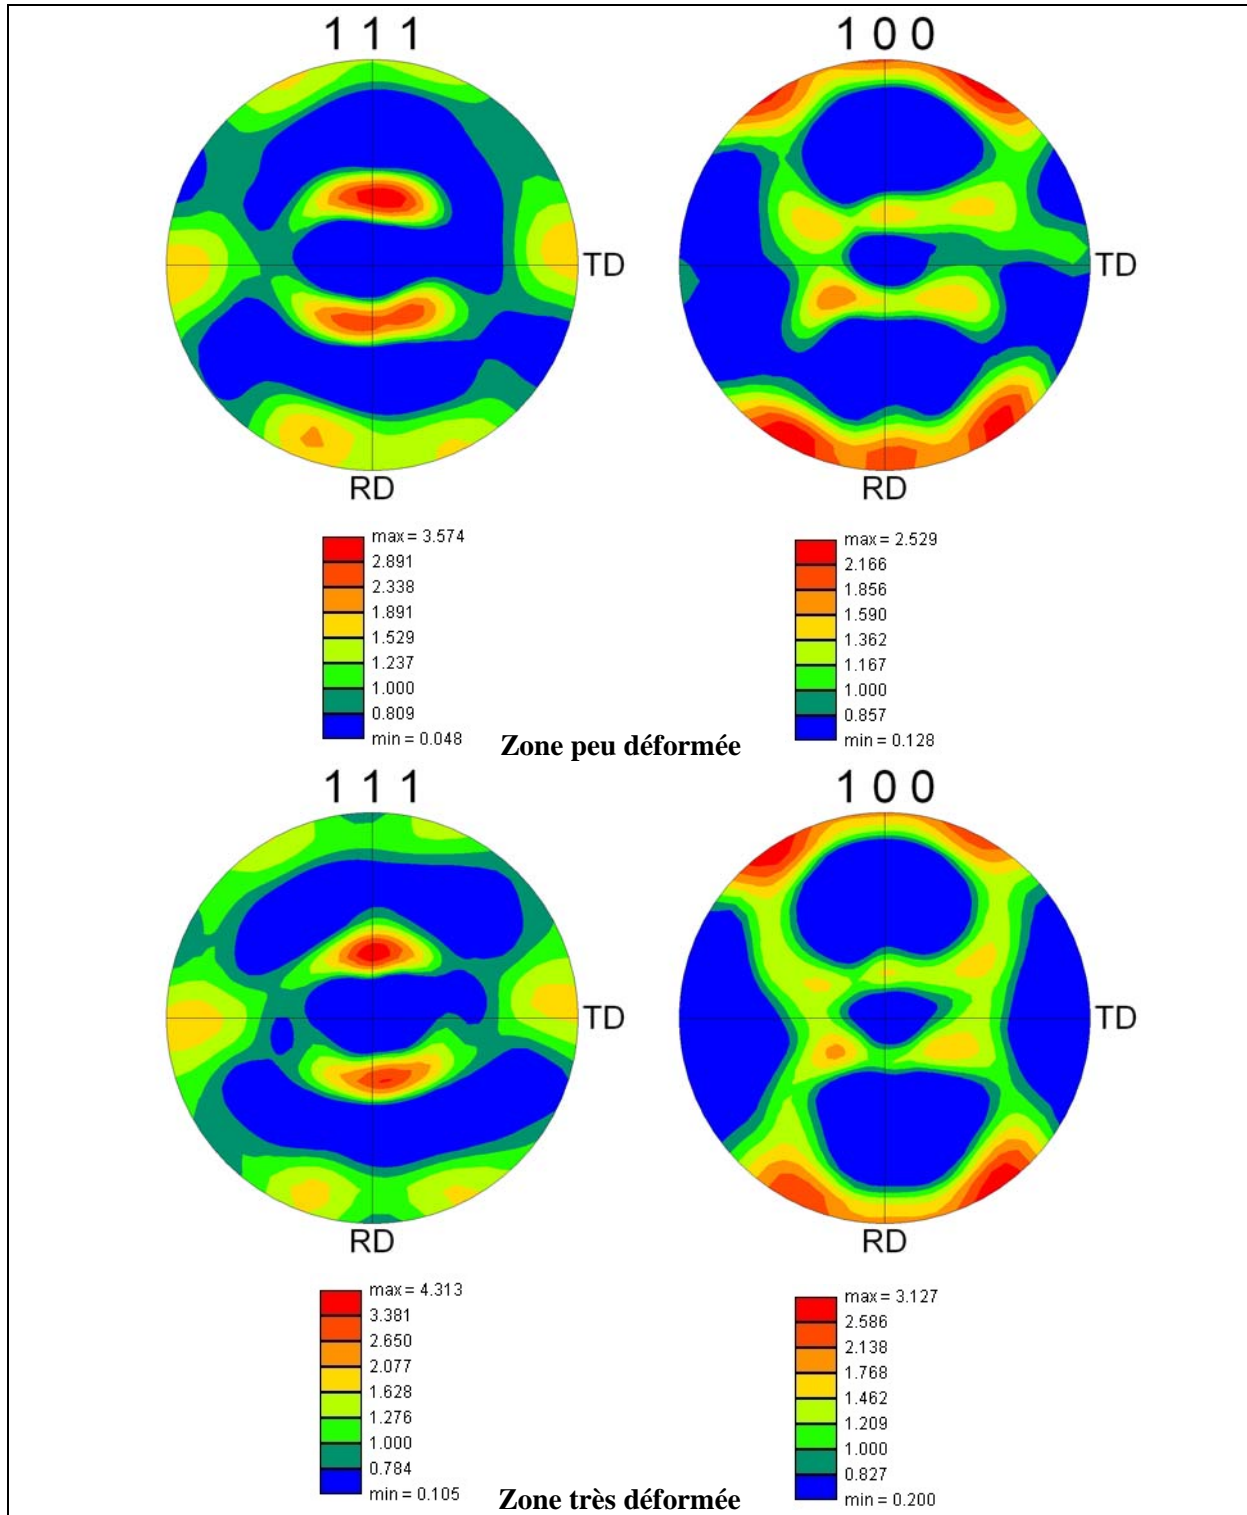 1 1 1
1 0 0
TD
TD
RD
RD
max = 3.574
2.891
2.338
1.891
1.529
1.237
1.000
0.809
min = 0.048
max = 2.529
2.166
1.856
1.590
1.362
1.167
1.000
0.857
min = 0.128
Zone peu déformée
1 1 1
1 0 0
TD
TD
RD
RD
max = 4.313
3.381
2.650
2.077
1.628
1.276
1.000
0.784
min = 0.105
max = 3.127
2.586
2.138
1.768
1.462
1.209
1.000
0.827
min = 0.200
Zone très déformée